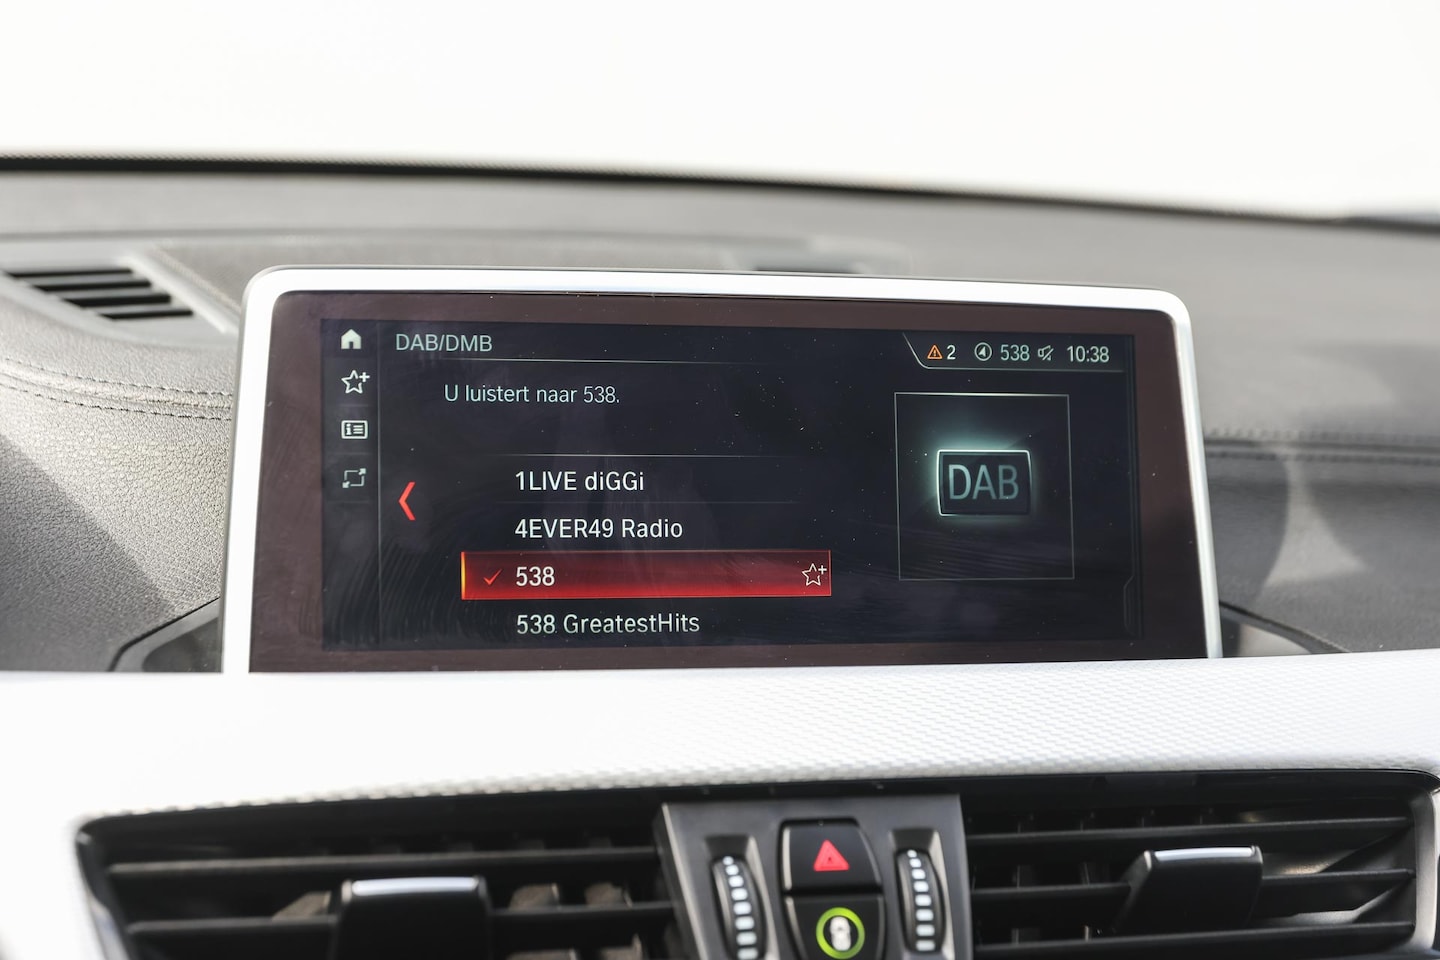 DAB/DMB
2 538 10:38
U luistert naar 538.
1LIVE diGGi
4EVER49 Radio
538
538 GreatestHits
DAB